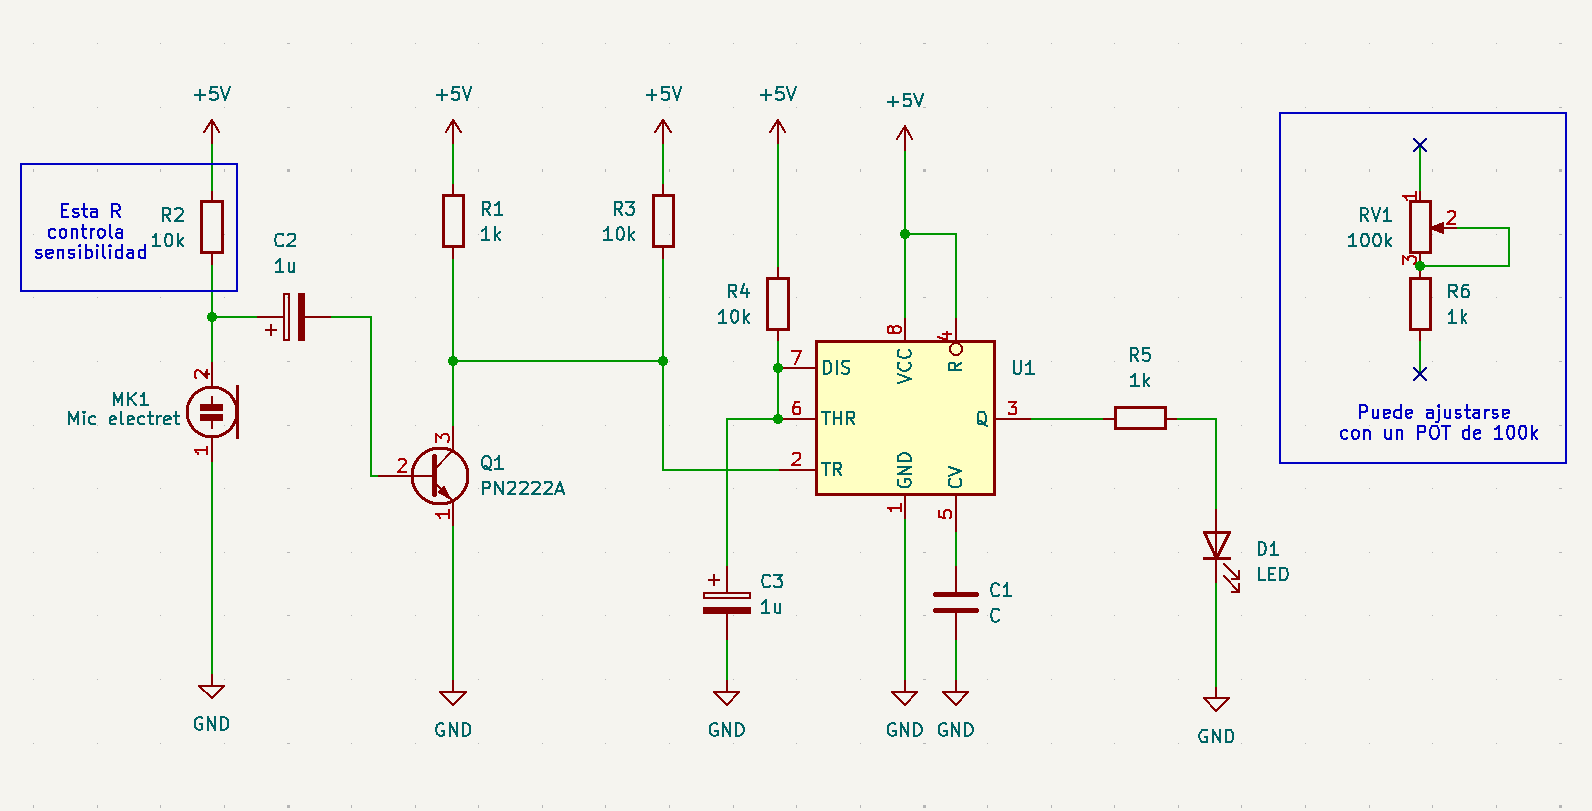 +5V
+5V
+5V
+5V
+5V
Esta R
controla
sensibilidad
R2
10k
C2
1u
+
R1
1k
R3
10k
R4
10k
MK1
Mic electret
2
1
3
2
1
Q1
PN2222A
7
6
2
DIS
THR
TR
8
VCC
4
R
Q
3
GND
CV
1
5
U1
R5
1k
+
C3
1u
C1
C
D1
LED
GND
GND
GND
GND
GND
GND
1
RV1
100k
2
3
R6
1k
Puede ajustarse
con un POT de 100k